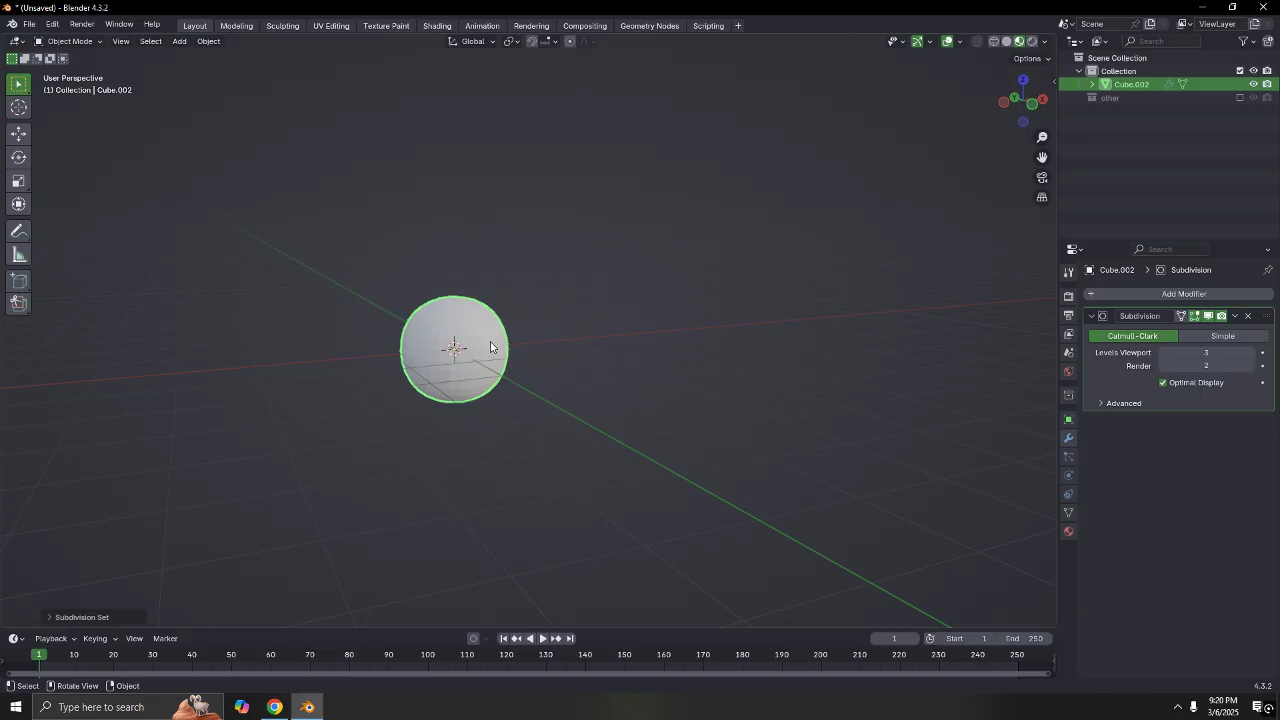 * (Unsaved) - Blender 4.3.2
File Edit Render Window Help Layout Modeling Sculpting UV Editing Texture Paint Shading Animation Rendering Compositing Geometry Nodes Scripting + Scene ViewLayer
Object Mode View Select Add Object Global Search
Options
User Perspective
(1) Collection | Cube.002
Z
Y
X
Scene Collection
Collection
Cube.002
other
Search
Cube.002 > Subdivision
+ Add Modifier
Subdivision
Catmull-Clark Simple
Levels Viewport 3
Render 2
Optimal Display
Advanced
> Subdivision Set
Playback Keying View Marker 1 Start 1 End 250
1 10 20 30 40 50 60 70 80 90 100 110 120 130 140 150 160 170 180 190 200 210 220 230 240 250
Select Rotate View Object 4.3.2
Type here to search
9:20 PM
3/6/2025